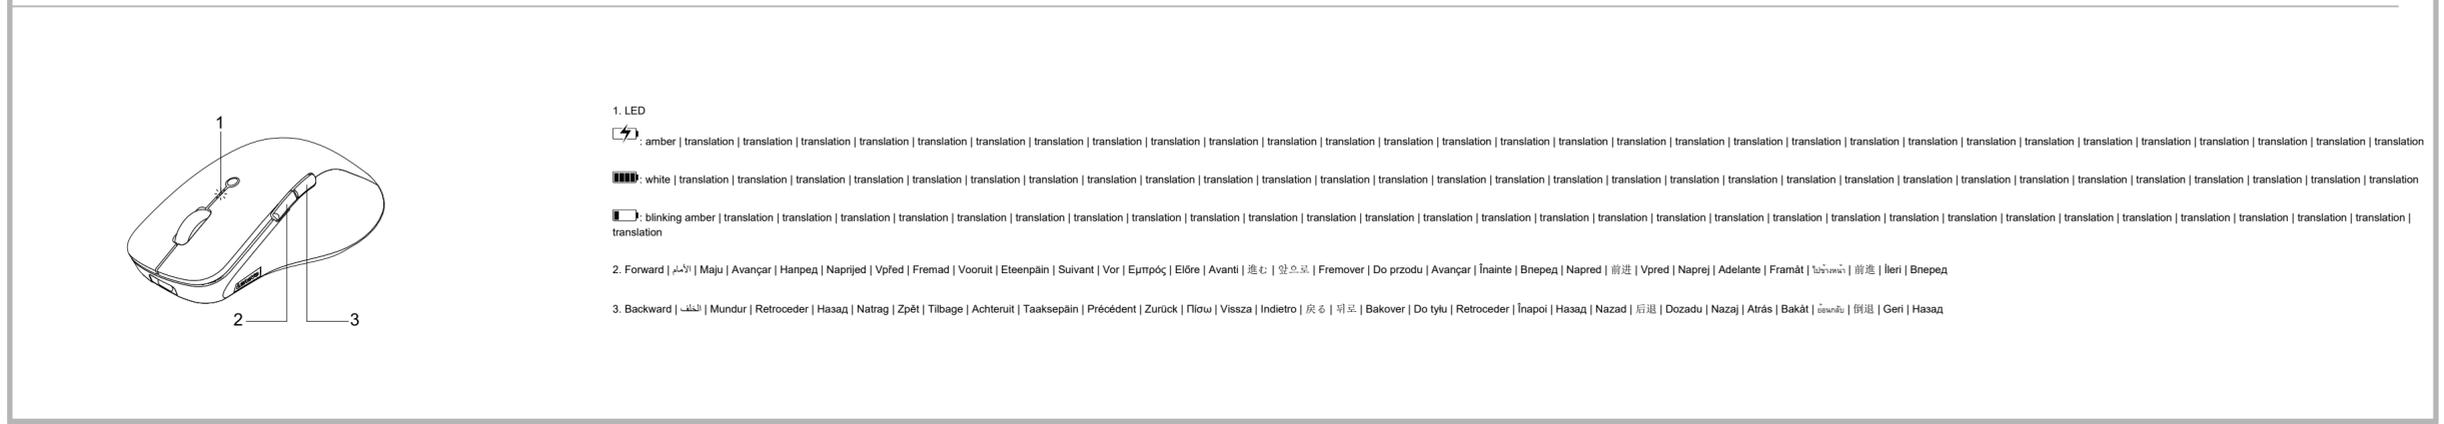 1
2
3
1. LED
: amber | translation | translation | translation | translation | translation | translation | translation | translation | translation | translation | translation | translation | translation | translation | translation | translation | translation | translation | translation | translation | translation | translation | translation | translation | translation | translation | translation | translation | translation | translation
: white | translation | translation | translation | translation | translation | translation | translation | translation | translation | translation | translation | translation | translation | translation | translation | translation | translation | translation | translation | translation | translation | translation | translation | translation | translation | translation | translation | translation | translation | translation
: blinking amber | translation | translation | translation | translation | translation | translation | translation | translation | translation | translation | translation | translation | translation | translation | translation | translation | translation | translation | translation | translation | translation | translation | translation | translation | translation | translation | translation | translation | translation |
translation
2. Forward | الأمام | Maju | Avançar | Напред | Naprijed | Vpřed | Fremad | Vooruit | Eteenpäin | Suivant | Vor | Εμπρός | Előre | Avanti | 進む | 앞으로 | Fremover | Do przodu | Avançar | Înainte | Вперед | Napred | 前进 | Vpred | Naprej | Adelante | Framåt | ไปข้างหน้า | 前進 | İleri | Вперед
3. Backward | الخلف | Mundur | Retroceder | Назад | Natrag | Zpět | Tilbage | Achteruit | Taaksepäin | Précédent | Zurück | Πίσω | Vissza | Indietro | 戻る | 뒤로 | Bakover | Do tyłu | Retroceder | Înapoi | Назад | Nazad | 后退 | Dozadu | Nazaj | Atrás | Bakåt | ย้อนกลับ | 倒退 | Geri | Назад